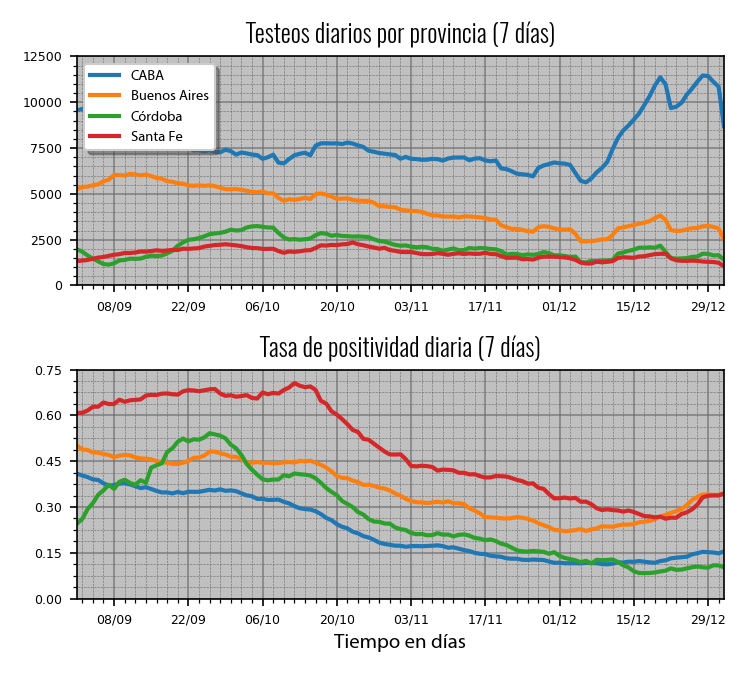 Testeos diarios por provincia (7 días)
12500
10000
7500
5000
2500
0
CABA
Buenos Aires
Córdoba
Santa Fe
08/09 22/09 06/10 20/10 03/11 17/11 01/12 15/12 29/12
Tasa de positividad diaria (7 días)
0.75
0.60
0.45
0.30
0.15
0.00
08/09 22/09 06/10 20/10 03/11 17/11 01/12 15/12 29/12
Tiempo en días